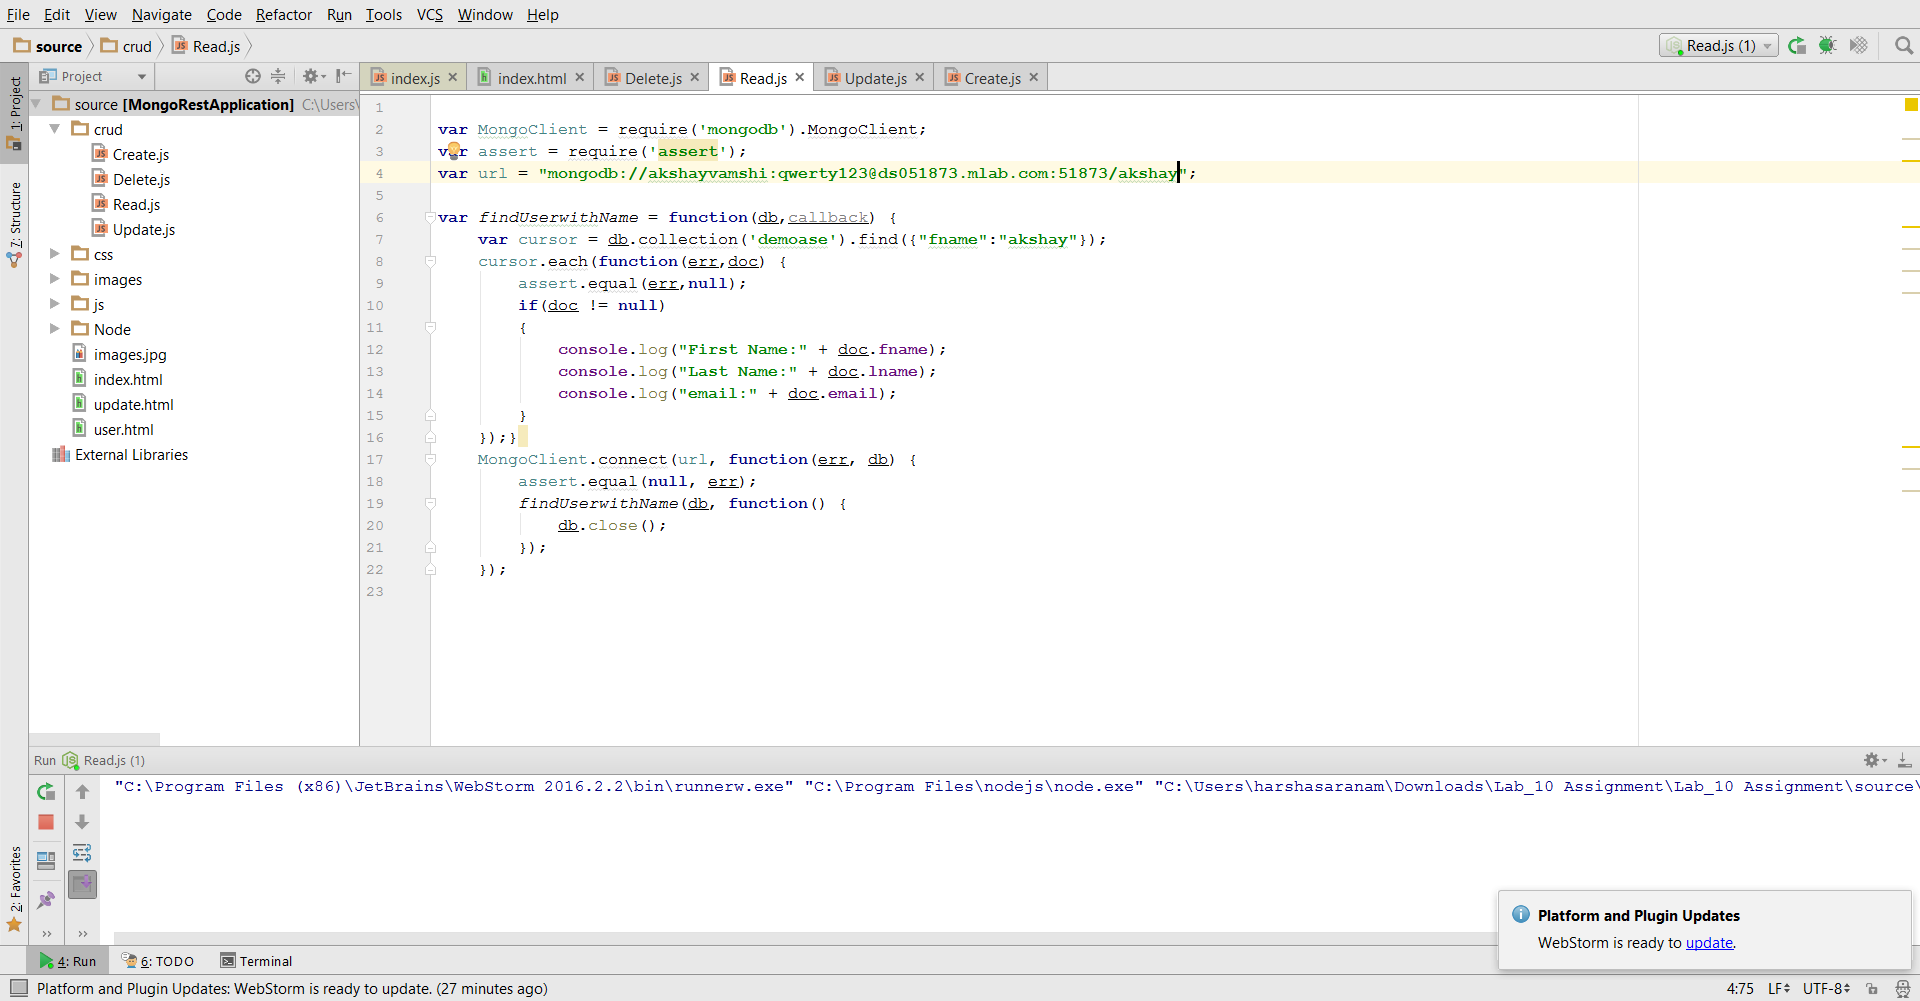 File Edit View Navigate Code Refactor Run Tools VCS Window Help
source crud Read.js Read.js (1)
Project index.js index.html Delete.js Read.js Update.js Create.js
1: Project
7: Structure
2: Favorites
source [MongoRestApplication] C:\Users\
crud
Create.js
Delete.js
Read.js
Update.js
css
images
js
Node
images.jpg
index.html
update.html
user.html
External Libraries
1
2 var MongoClient = require('mongodb').MongoClient;
3 var assert = require('assert');
4 var url = "mongodb://akshayvamshi:qwerty123@ds051873.mlab.com:51873/akshay";
5
6 var findUserwithName = function(db,callback) {
7 var cursor = db.collection('demoase').find({"fname":"akshay"});
8 cursor.each(function(err,doc) {
9 assert.equal(err,null);
10 if(doc != null)
11 {
12 console.log("First Name:" + doc.fname);
13 console.log("Last Name:" + doc.lname);
14 console.log("email:" + doc.email);
15 }
16 });}
17 MongoClient.connect(url, function(err, db) {
18 assert.equal(null, err);
19 findUserwithName(db, function() {
20 db.close();
21 });
22 });
23
Run Read.js (1)
"C:\Program Files (x86)\JetBrains\WebStorm 2016.2.2\bin\runnerw.exe" "C:\Program Files\nodejs\node.exe" "C:\Users\harshasaranam\Downloads\Lab_10 Assignment\Lab_10 Assignment\source\
Platform and Plugin Updates
WebStorm is ready to update.
4: Run 6: TODO Terminal
Platform and Plugin Updates: WebStorm is ready to update. (27 minutes ago) 4:75 LF UTF-8